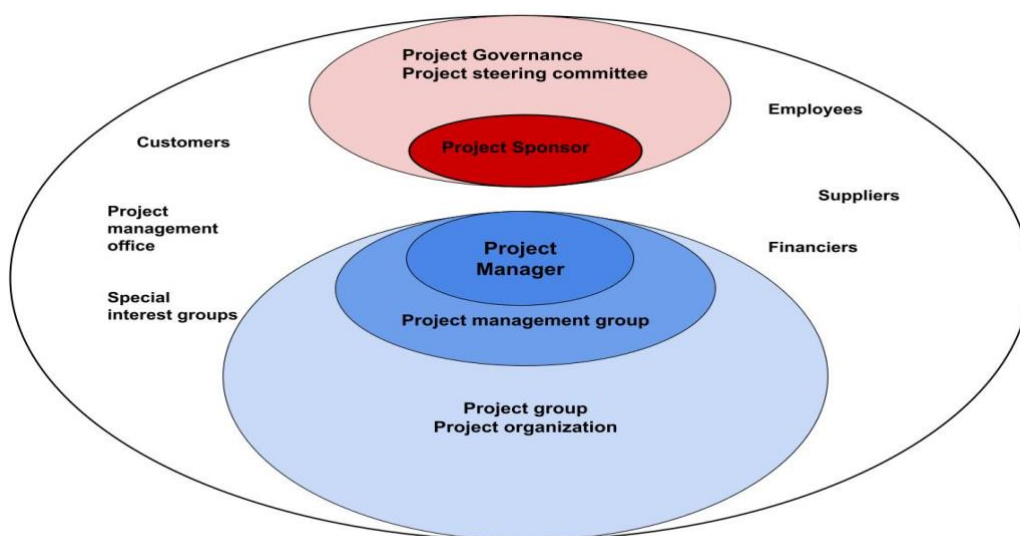 Project Governance
Project steering committee
Employees
Customers
Project Sponsor
Suppliers
Project
management
office
Financiers
Project
Manager
Special
interest groups
Project management group
Project group
Project organization